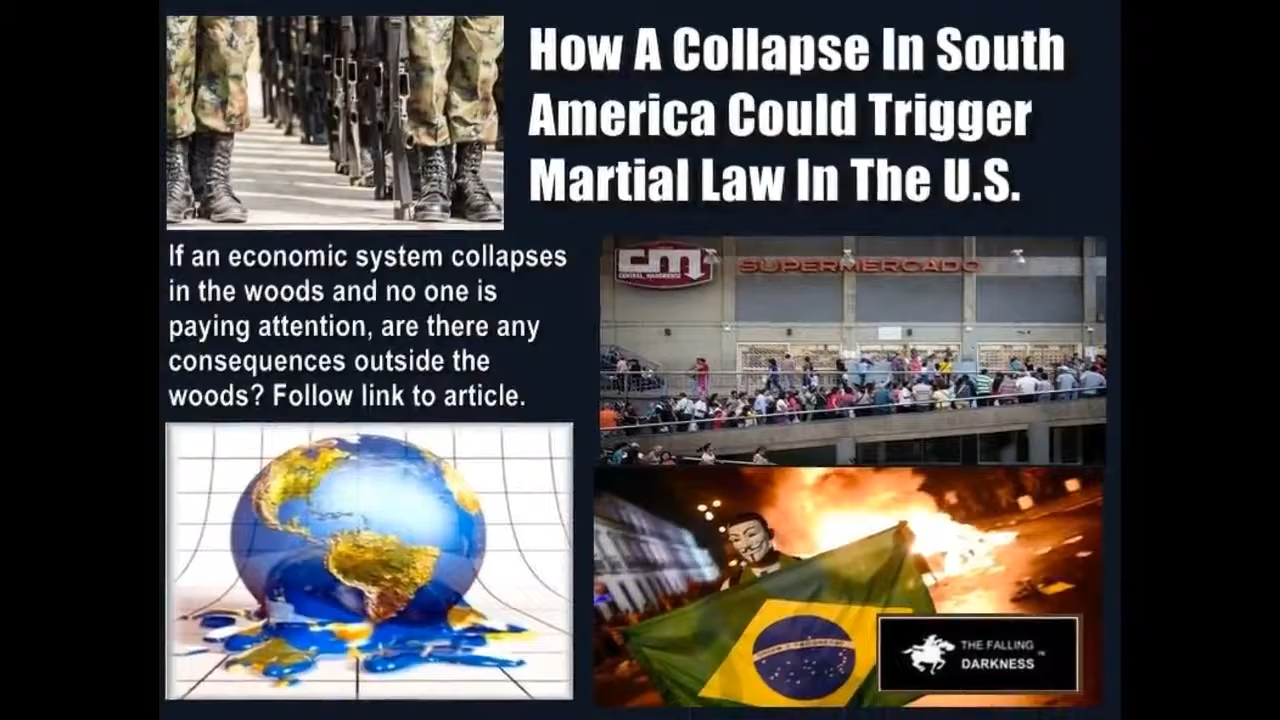 How A Collapse In South
America Could Trigger
Martial Law In The U.S.
If an economic system collapses
in the woods and no one is
paying attention, are there any
consequences outside the
woods? Follow link to article.
cm
SUPERMERCADO
THE FALLING
DARKNESS™